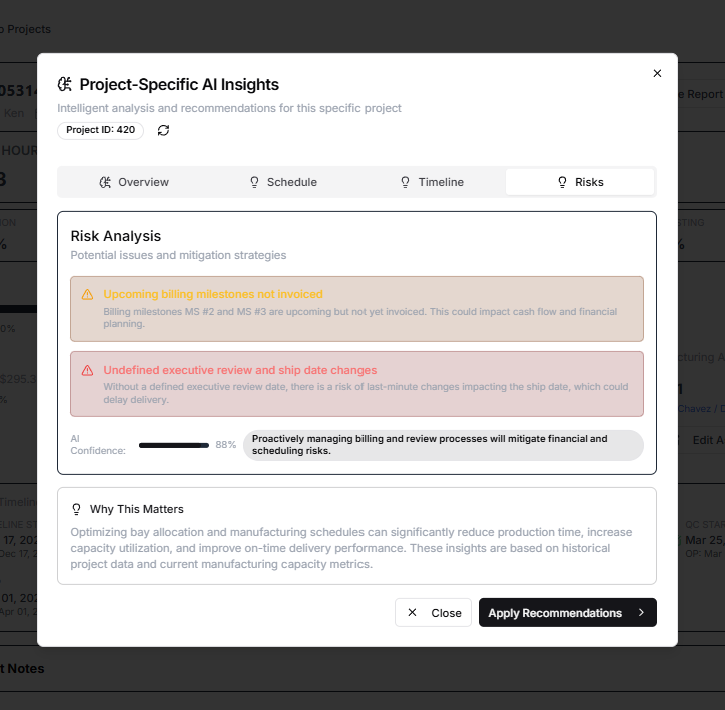 Projects
0531
Ken
e Report
HOUR
3
ION
STING
%
%
0%
$295.3
%
cturing A
1
Chavez / D
Edit A
Timelin
LINE ST
17, 202
Dec 17, 2
01, 202
Apr 01, 2
QC STAR
Mar 25,
OP: Mar
t Notes
Project-Specific AI Insights
Intelligent analysis and recommendations for this specific project
Project ID: 420
Overview
Schedule
Timeline
Risks
Risk Analysis
Potential issues and mitigation strategies
Upcoming billing milestones not invoiced
Billing milestones MS #2 and MS #3 are upcoming but not yet invoiced. This could impact cash flow and financial
planning.
Undefined executive review and ship date changes
Without a defined executive review date, there is a risk of last-minute changes impacting the ship date, which could
delay delivery.
AI
Confidence:
88%
Proactively managing billing and review processes will mitigate financial and
scheduling risks.
Why This Matters
Optimizing bay allocation and manufacturing schedules can significantly reduce production time, increase
capacity utilization, and improve on-time delivery performance. These insights are based on historical
project data and current manufacturing capacity metrics.
Close
Apply Recommendations